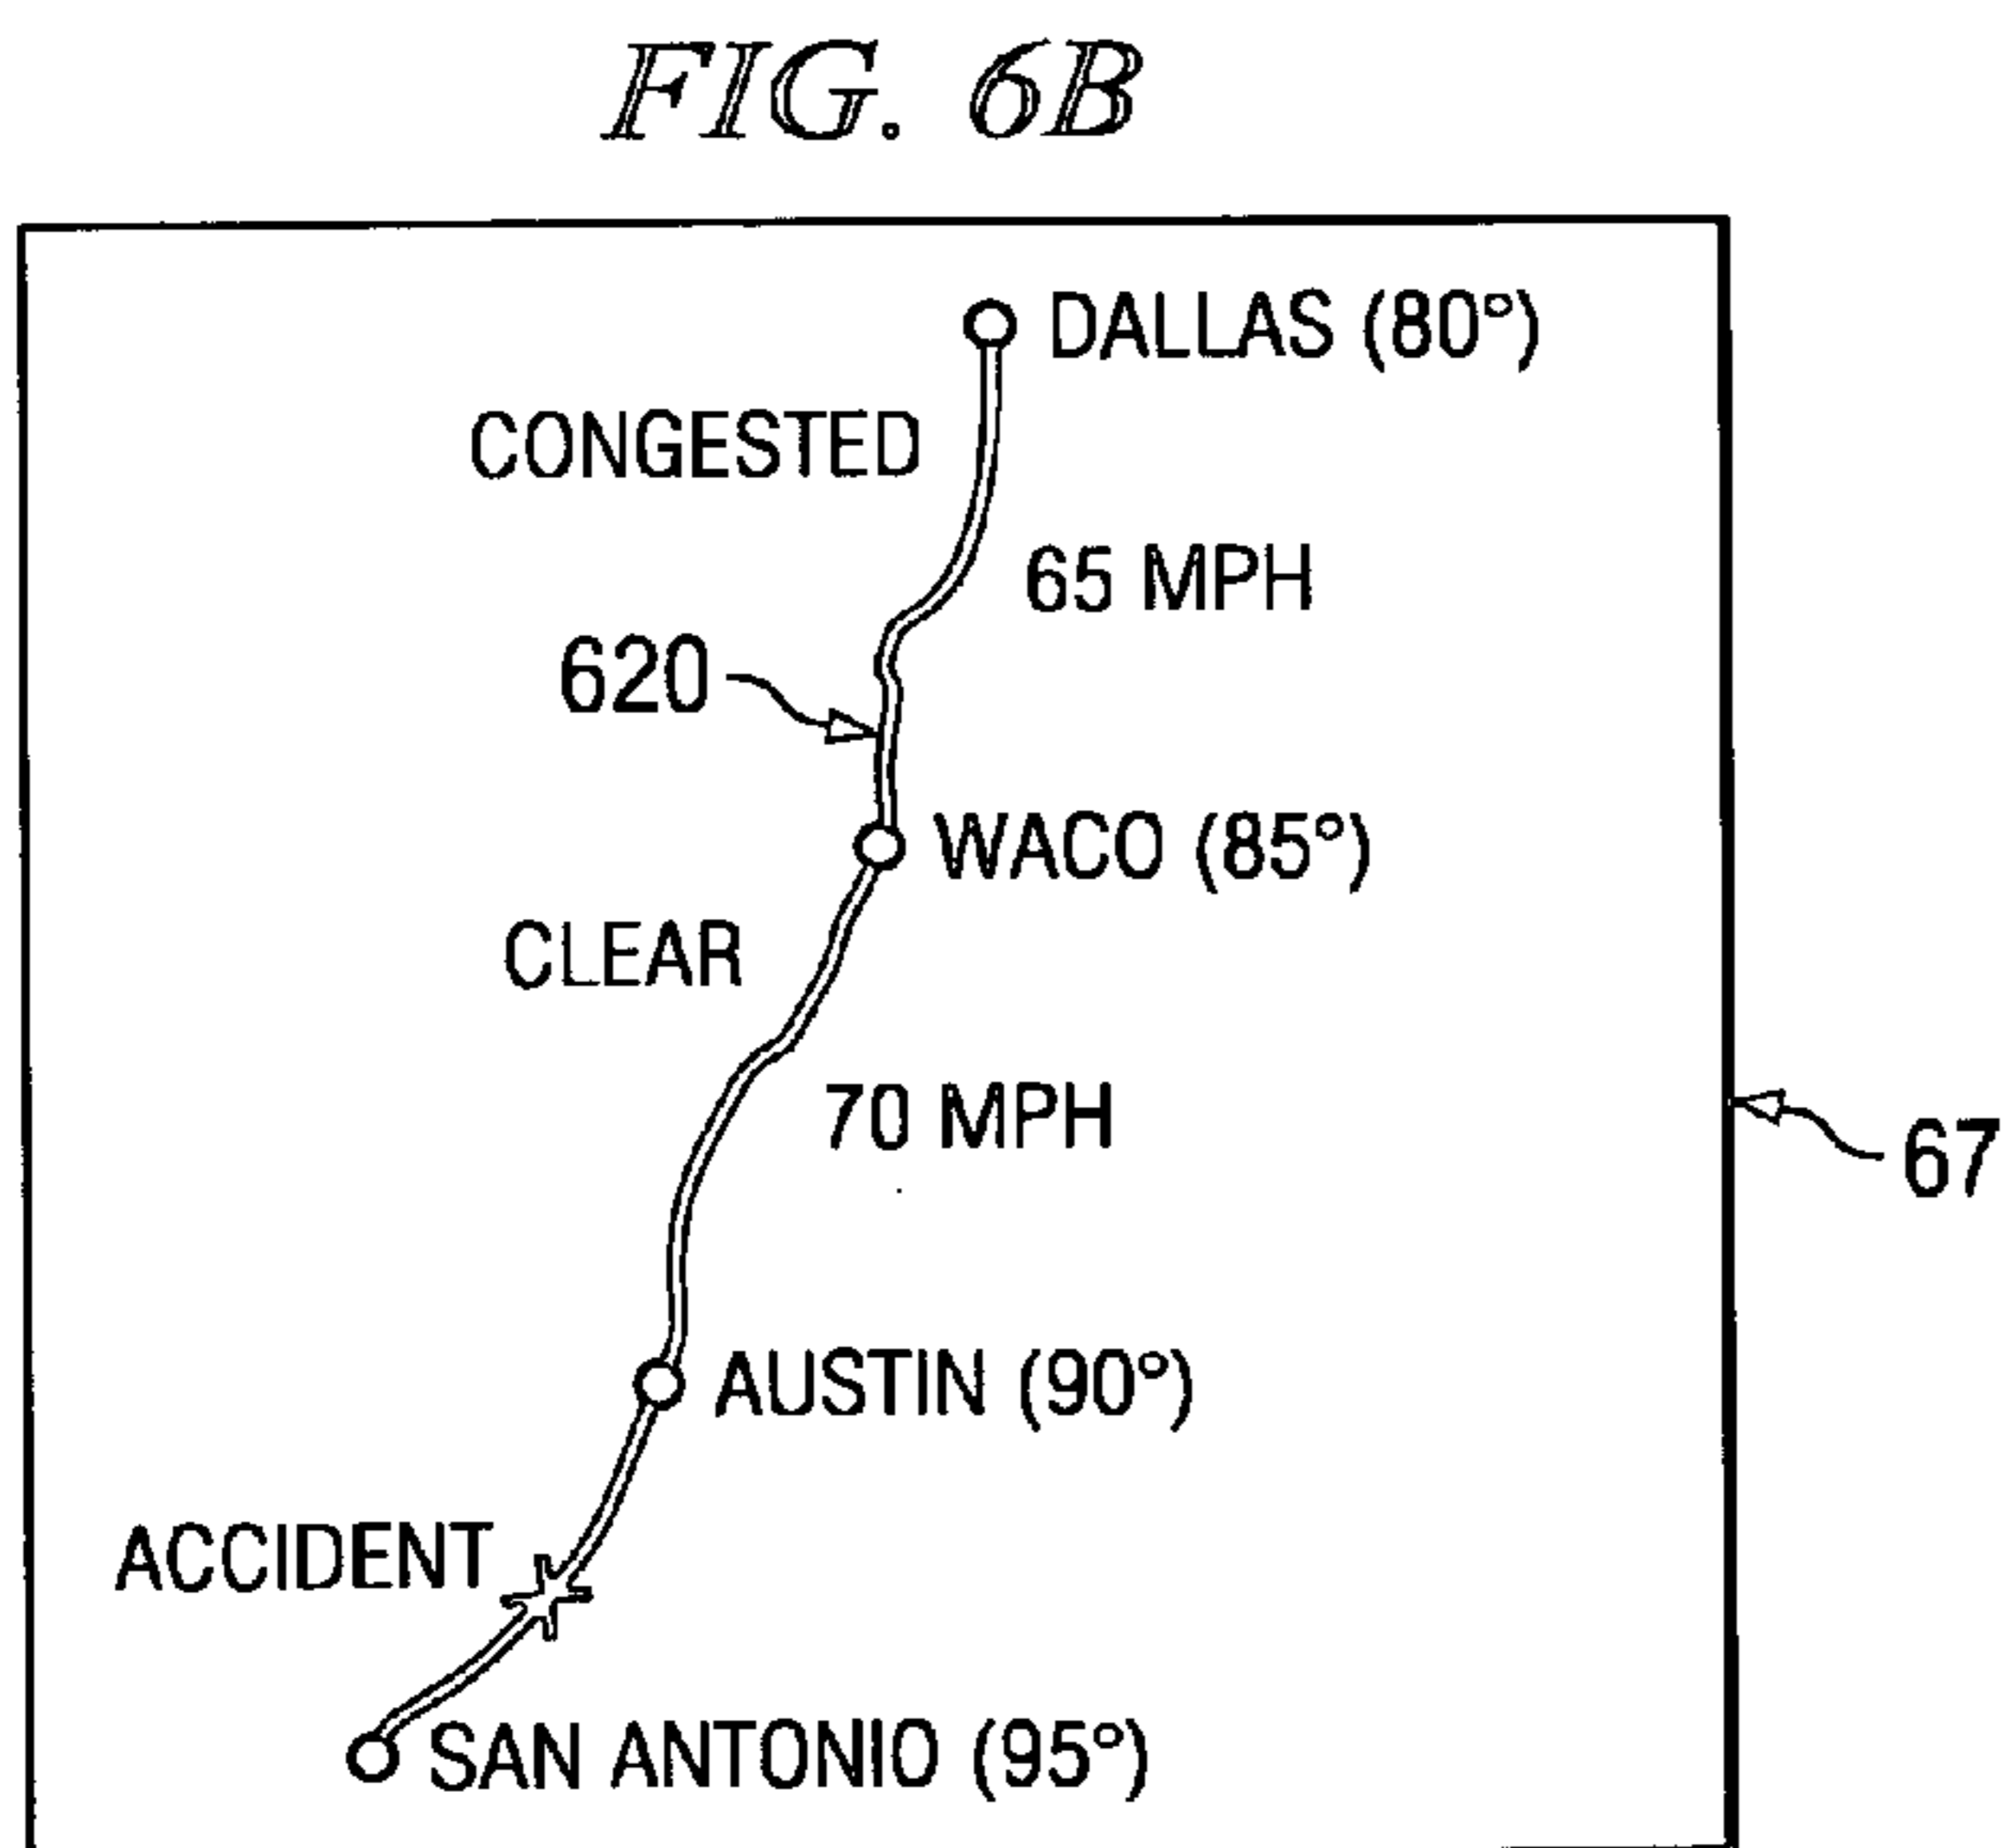 FIG. 6B
DALLAS (80°)
CONGESTED
65 MPH
620
WACO (85°)
CLEAR
70 MPH
67
AUSTIN (90°)
ACCIDENT
SAN ANTONIO (95°)